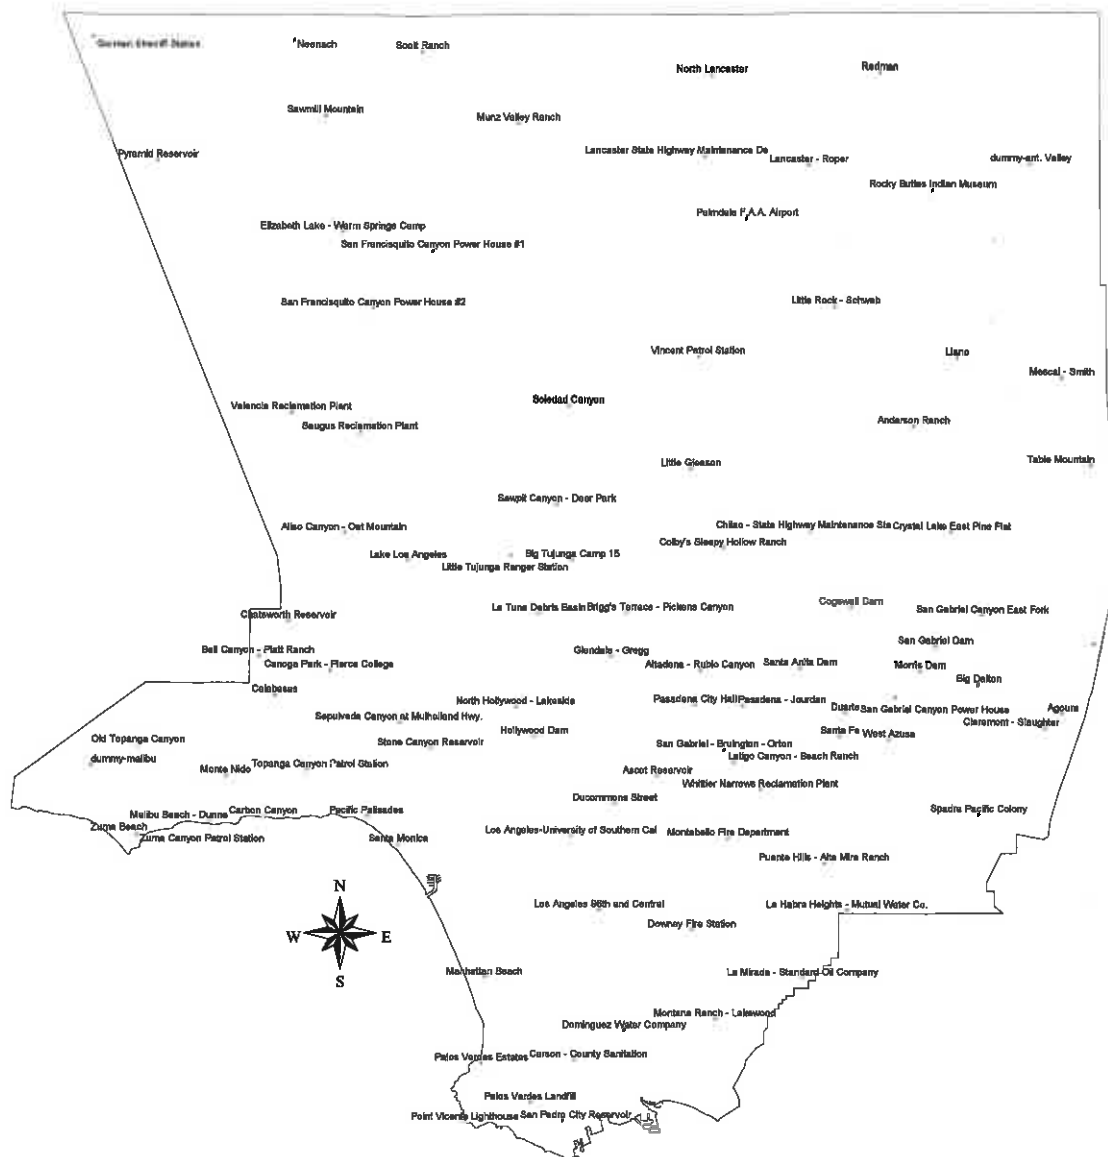 Gorman Sheriff Station
Neenach
Scott Ranch
North Lancaster
Redman
Sawmill Mountain
Munz Valley Ranch
Pyramid Reservoir
Lancaster State Highway Maintenance De
Lancaster - Roper
dummy-ant. Valley
Rocky Buttes Indian Museum
Palmdale F.A.A. Airport
Elizabeth Lake - Warm Springs Camp
San Francisquito Canyon Power House #1
San Francisquito Canyon Power House #2
Little Rock - Schwab
Vincent Patrol Station
Llano
Mescal - Smith
Soledad Canyon
Valencia Reclamation Plant
Anderson Ranch
Saugus Reclamation Plant
Little Gleason
Table Mountain
Sawpit Canyon - Deer Park
Aliso Canyon - Oat Mountain
Chilao - State Highway Maintenance Sta
Crystal Lake East Pine Flat
Colby's Sleepy Hollow Ranch
Lake Los Angeles
Big Tujunga Camp 15
Little Tujunga Ranger Station
Cogswell Dam
La Tuna Debris Basin
Brigg's Terrace - Pickens Canyon
San Gabriel Canyon East Fork
Chatsworth Reservoir
San Gabriel Dam
Bell Canyon - Platt Ranch
Glendale - Gregg
Canoga Park - Pierce College
Altadena - Rubio Canyon
Santa Anita Dam
Morris Dam
Big Dalton
Calabasas
North Hollywood - Lakeside
Pasadena City Hall
Pasadena - Jourdan
Duarte
San Gabriel Canyon Power House
Agoura
Sepulveda Canyon at Mulholland Hwy.
Claremont - Slaughter
Hollywood Dam
Santa Fe
West Azusa
Old Topanga Canyon
Stone Canyon Reservoir
San Gabriel - Bruington - Orton
dummy-malibu
Latigo Canyon - Beach Ranch
Monte Nido
Topanga Canyon Patrol Station
Ascot Reservoir
Whittier Narrows Reclamation Plant
Ducommons Street
Malibu Beach - Dunne
Carbon Canyon
Pacific Palisades
Spadra Pacific Colony
Zuma Beach
Zuma Canyon Patrol Station
Santa Monica
Los Angeles-University of Southern Cal
Montebello Fire Department
Puente Hills - Alta Mira Ranch
N
W
E
S
Los Angeles 96th and Central
La Habra Heights - Mutual Water Co.
Downey Fire Station
Manhattan Beach
La Mirada - Standard Oil Company
Montana Ranch - Lakewood
Dominguez Water Company
Palos Verdes Estates
Carson - County Sanitation
Palos Verdes Landfill
Point Vicente Lighthouse
San Pedro City Reservoir